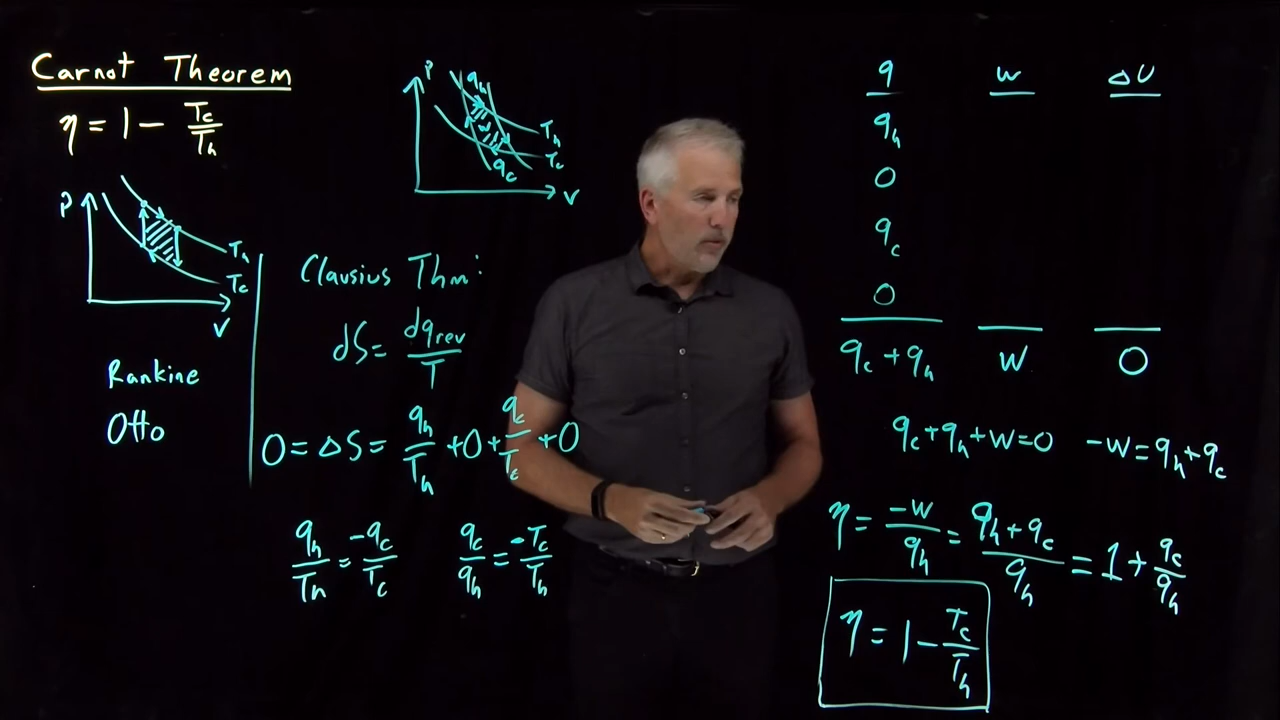 Carnot Theorem
η = 1 - Tc/Th
P
Th
Tc
V
Rankine
Otto
P
qh
w
Th
Tc
qc
V
Clausius Thm:
dS = dqrev/T
0 = ΔS = qh/Th + 0 + qc/Tc + 0
qh/Th = -qc/Tc
qc/qh = -Tc/Th
q w ΔU
qh
0
qc
0
qc + qh w 0
qc + qh + w = 0 -w = qh + qc
η = -w/qh = (qh + qc)/qh = 1 + qc/qh
η = 1 - Tc/Th